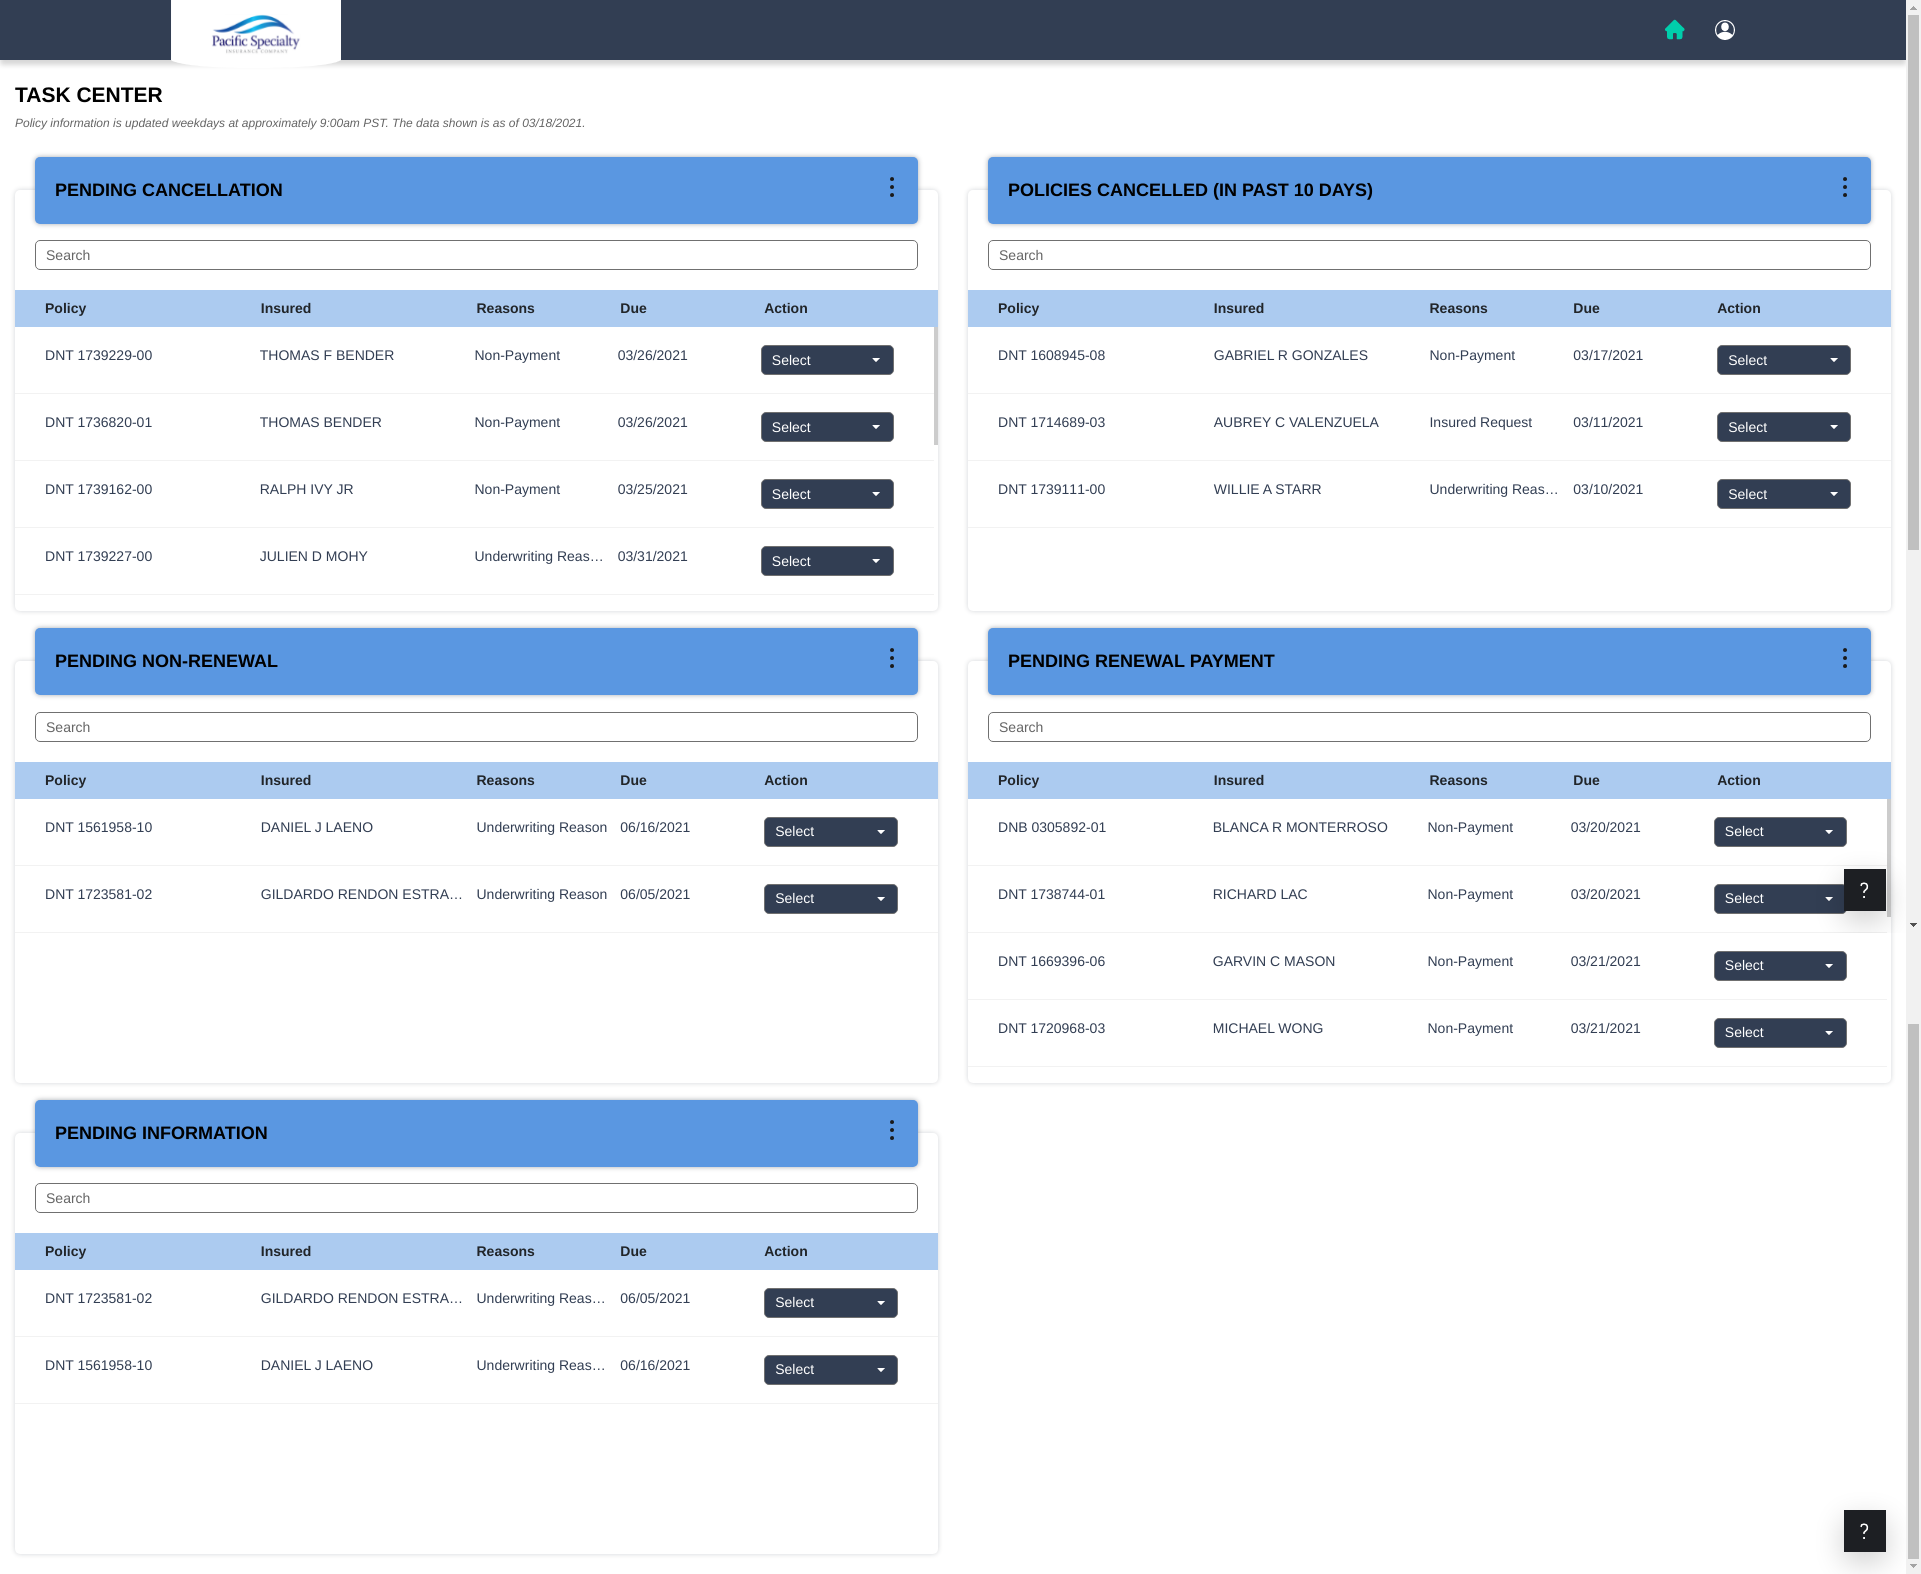 Pacific Specialty
INSURANCE COMPANY
TASK CENTER
Policy information is updated weekdays at approximately 9:00am PST. The data shown is as of 03/18/2021.
PENDING CANCELLATION
Search
Policy Insured Reasons Due Action
DNT 1739229-00 THOMAS F BENDER Non-Payment 03/26/2021 Select
DNT 1736820-01 THOMAS BENDER Non-Payment 03/26/2021 Select
DNT 1739162-00 RALPH IVY JR Non-Payment 03/25/2021 Select
DNT 1739227-00 JULIEN D MOHY Underwriting Reas… 03/31/2021 Select
POLICIES CANCELLED (IN PAST 10 DAYS)
Search
Policy Insured Reasons Due Action
DNT 1608945-08 GABRIEL R GONZALES Non-Payment 03/17/2021 Select
DNT 1714689-03 AUBREY C VALENZUELA Insured Request 03/11/2021 Select
DNT 1739111-00 WILLIE A STARR Underwriting Reas… 03/10/2021 Select
PENDING NON-RENEWAL
Search
Policy Insured Reasons Due Action
DNT 1561958-10 DANIEL J LAENO Underwriting Reason 06/16/2021 Select
DNT 1723581-02 GILDARDO RENDON ESTRA… Underwriting Reason 06/05/2021 Select
PENDING RENEWAL PAYMENT
Search
Policy Insured Reasons Due Action
DNB 0305892-01 BLANCA R MONTERROSO Non-Payment 03/20/2021 Select
DNT 1738744-01 RICHARD LAC Non-Payment 03/20/2021 Select ?
DNT 1669396-06 GARVIN C MASON Non-Payment 03/21/2021 Select
DNT 1720968-03 MICHAEL WONG Non-Payment 03/21/2021 Select
PENDING INFORMATION
Search
Policy Insured Reasons Due Action
DNT 1723581-02 GILDARDO RENDON ESTRA… Underwriting Reas… 06/05/2021 Select
DNT 1561958-10 DANIEL J LAENO Underwriting Reas… 06/16/2021 Select
?